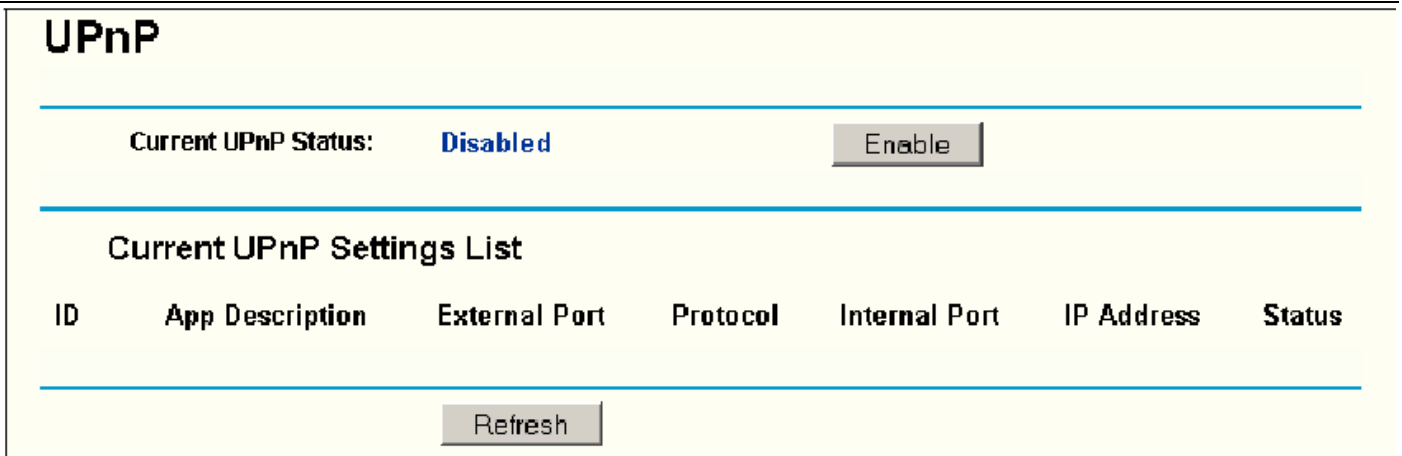 UPnP
Current UPnP Status: Disabled Enable
Current UPnP Settings List
ID App Description External Port Protocol Internal Port IP Address Status
Refresh